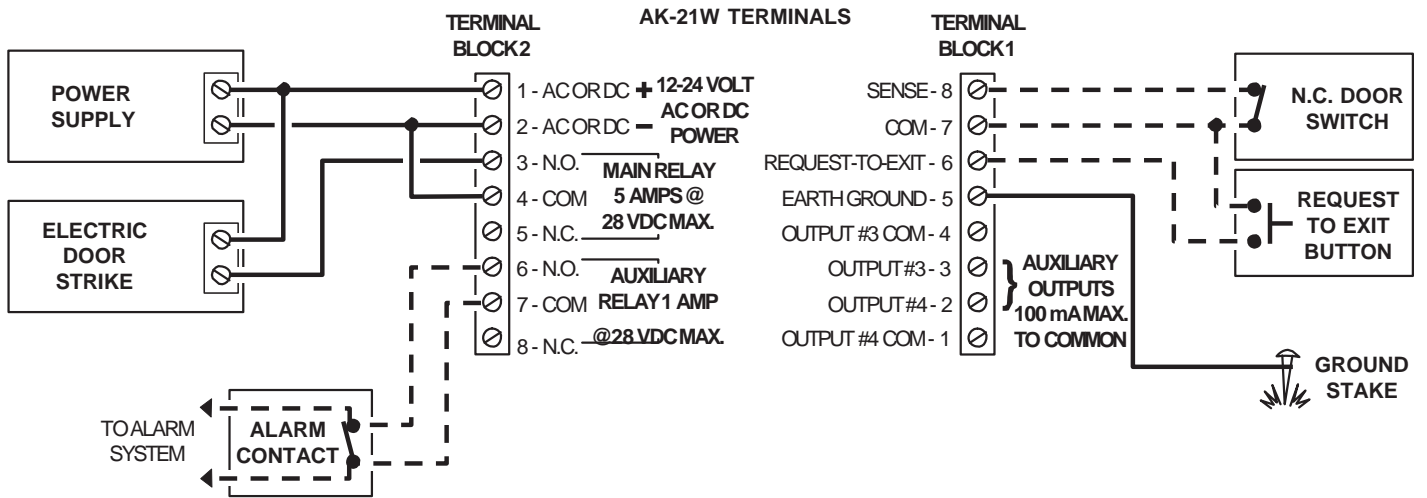 AK-21W TERMINALS
TERMINAL
BLOCK 2
TERMINAL
BLOCK 1
POWER
SUPPLY
ELECTRIC
DOOR
STRIKE
1 - AC OR DC +
2 - AC OR DC –
12-24 VOLT
AC OR DC
POWER
3 - N.O.
4 - COM
5 - N.C.
MAIN RELAY
5 AMPS @
28 VDC MAX.
6 - N.O.
7 - COM
8 - N.C.
AUXILIARY
RELAY 1 AMP
@ 28 VDC MAX.
TO ALARM
SYSTEM
ALARM
CONTACT
SENSE - 8
COM - 7
REQUEST-TO-EXIT - 6
EARTH GROUND - 5
OUTPUT #3 COM - 4
OUTPUT #3 - 3
OUTPUT #4 - 2
OUTPUT #4 COM - 1
} AUXILIARY
OUTPUTS
100 mA MAX.
TO COMMON
N.C. DOOR
SWITCH
REQUEST
TO EXIT
BUTTON
GROUND
STAKE